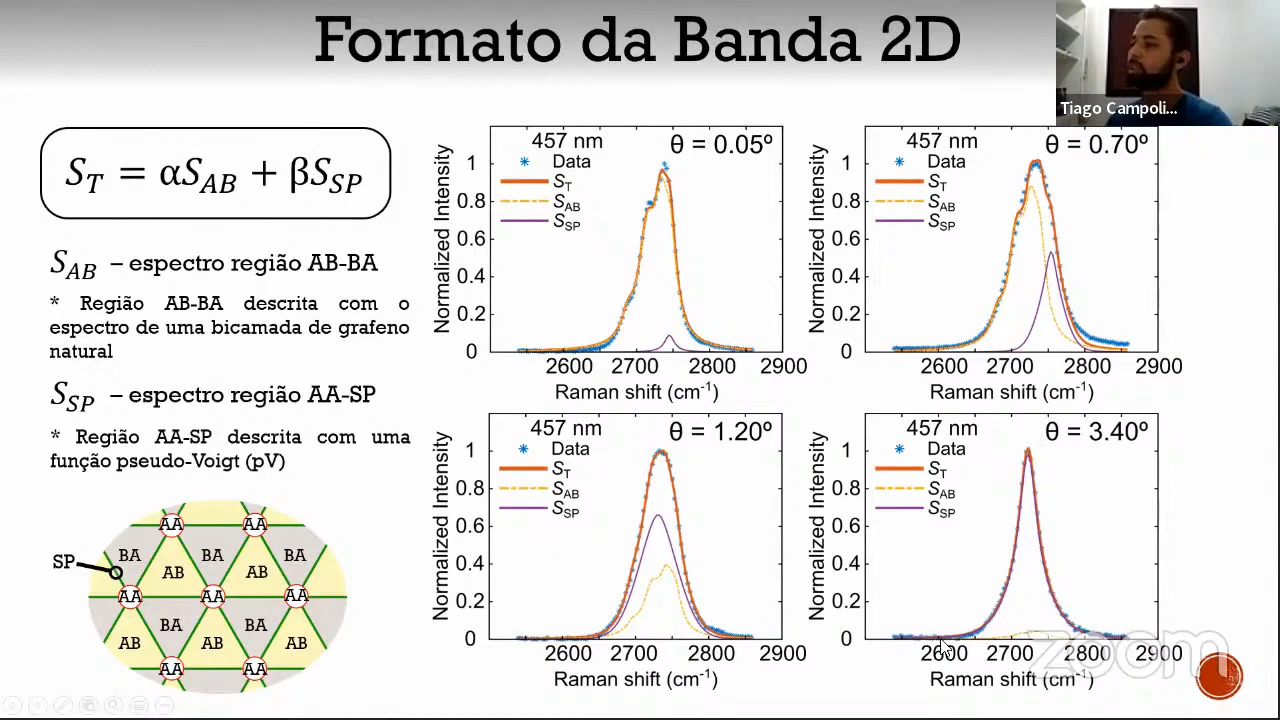 Formato da Banda 2D
Tiago Campoli...
S_T = αS_AB + βS_SP
S_AB – espectro região AB-BA
* Região AB-BA descrita com o
espectro de uma bicamada de grafeno
natural
S_SP – espectro região AA-SP
* Região AA-SP descrita com uma
função pseudo-Voigt (pV)
AA AA
SP BA BA BA
AB AB
AA AA AA
BA BA
AB AB AB
AA AA
457 nm
θ = 0.05º
Data
S_T
S_AB
S_SP
Normalized Intensity
1
0.8
0.6
0.4
0.2
0
2600 2700 2800 2900
Raman shift (cm⁻¹)
457 nm
θ = 0.70º
Data
S_T
S_AB
S_SP
Normalized Intensity
1
0.8
0.6
0.4
0.2
0
2600 2700 2800 2900
Raman shift (cm⁻¹)
457 nm
θ = 1.20º
Data
S_T
S_AB
S_SP
Normalized Intensity
1
0.8
0.6
0.4
0.2
0
2600 2700 2800 2900
Raman shift (cm⁻¹)
457 nm
θ = 3.40º
Data
S_T
S_AB
S_SP
Normalized Intensity
1
0.8
0.6
0.4
0.2
0
2600 2700 2800 2900
Raman shift (cm⁻¹)
zoom